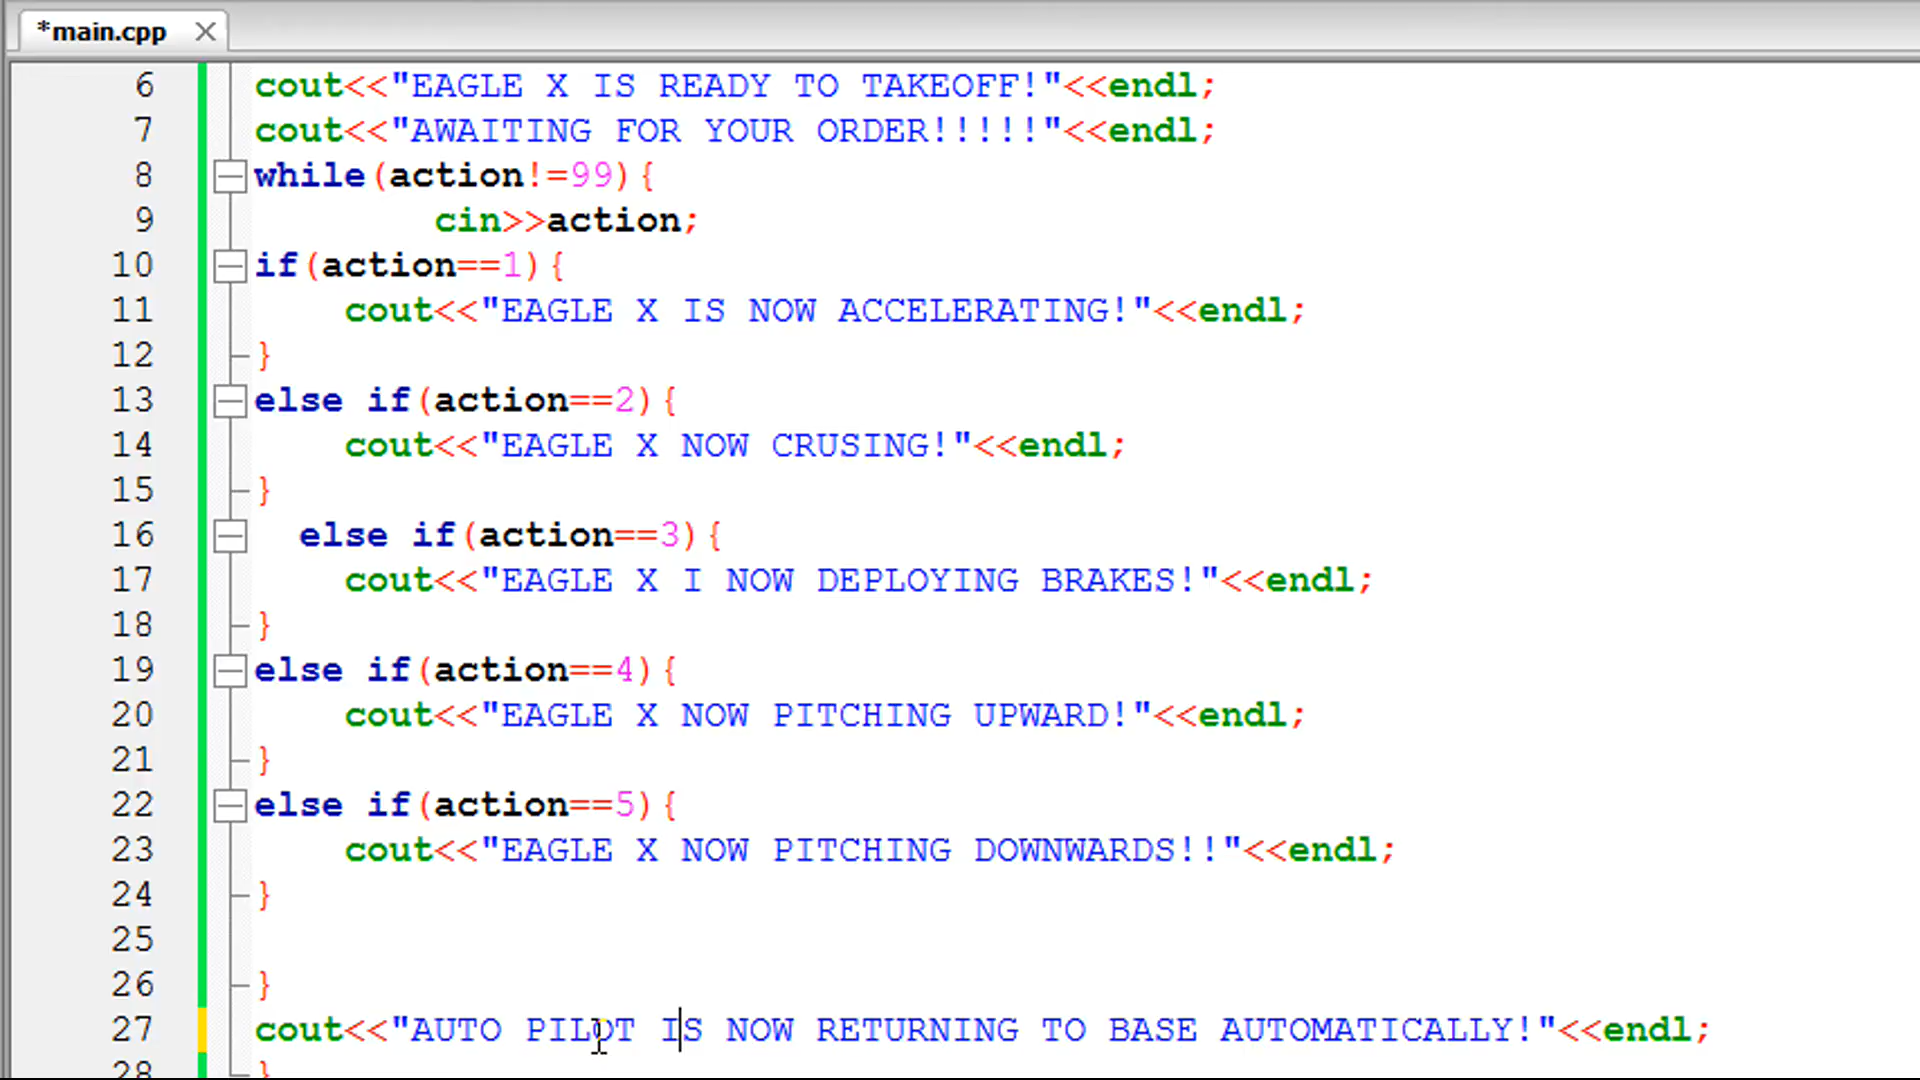 *main.cpp
6 cout<<"EAGLE X IS READY TO TAKEOFF!"<<endl;
7 cout<<"AWAITING FOR YOUR ORDER!!!!!"<<endl;
8 while(action!=99){
9 cin>>action;
10 if(action==1){
11 cout<<"EAGLE X IS NOW ACCELERATING!"<<endl;
12 }
13 else if(action==2){
14 cout<<"EAGLE X NOW CRUSING!"<<endl;
15 }
16 else if(action==3){
17 cout<<"EAGLE X I NOW DEPLOYING BRAKES!"<<endl;
18 }
19 else if(action==4){
20 cout<<"EAGLE X NOW PITCHING UPWARD!"<<endl;
21 }
22 else if(action==5){
23 cout<<"EAGLE X NOW PITCHING DOWNWARDS!!"<<endl;
24 }
25
26 }
27 cout<<"AUTO PILOT IS NOW RETURNING TO BASE AUTOMATICALLY!"<<endl;
28 }